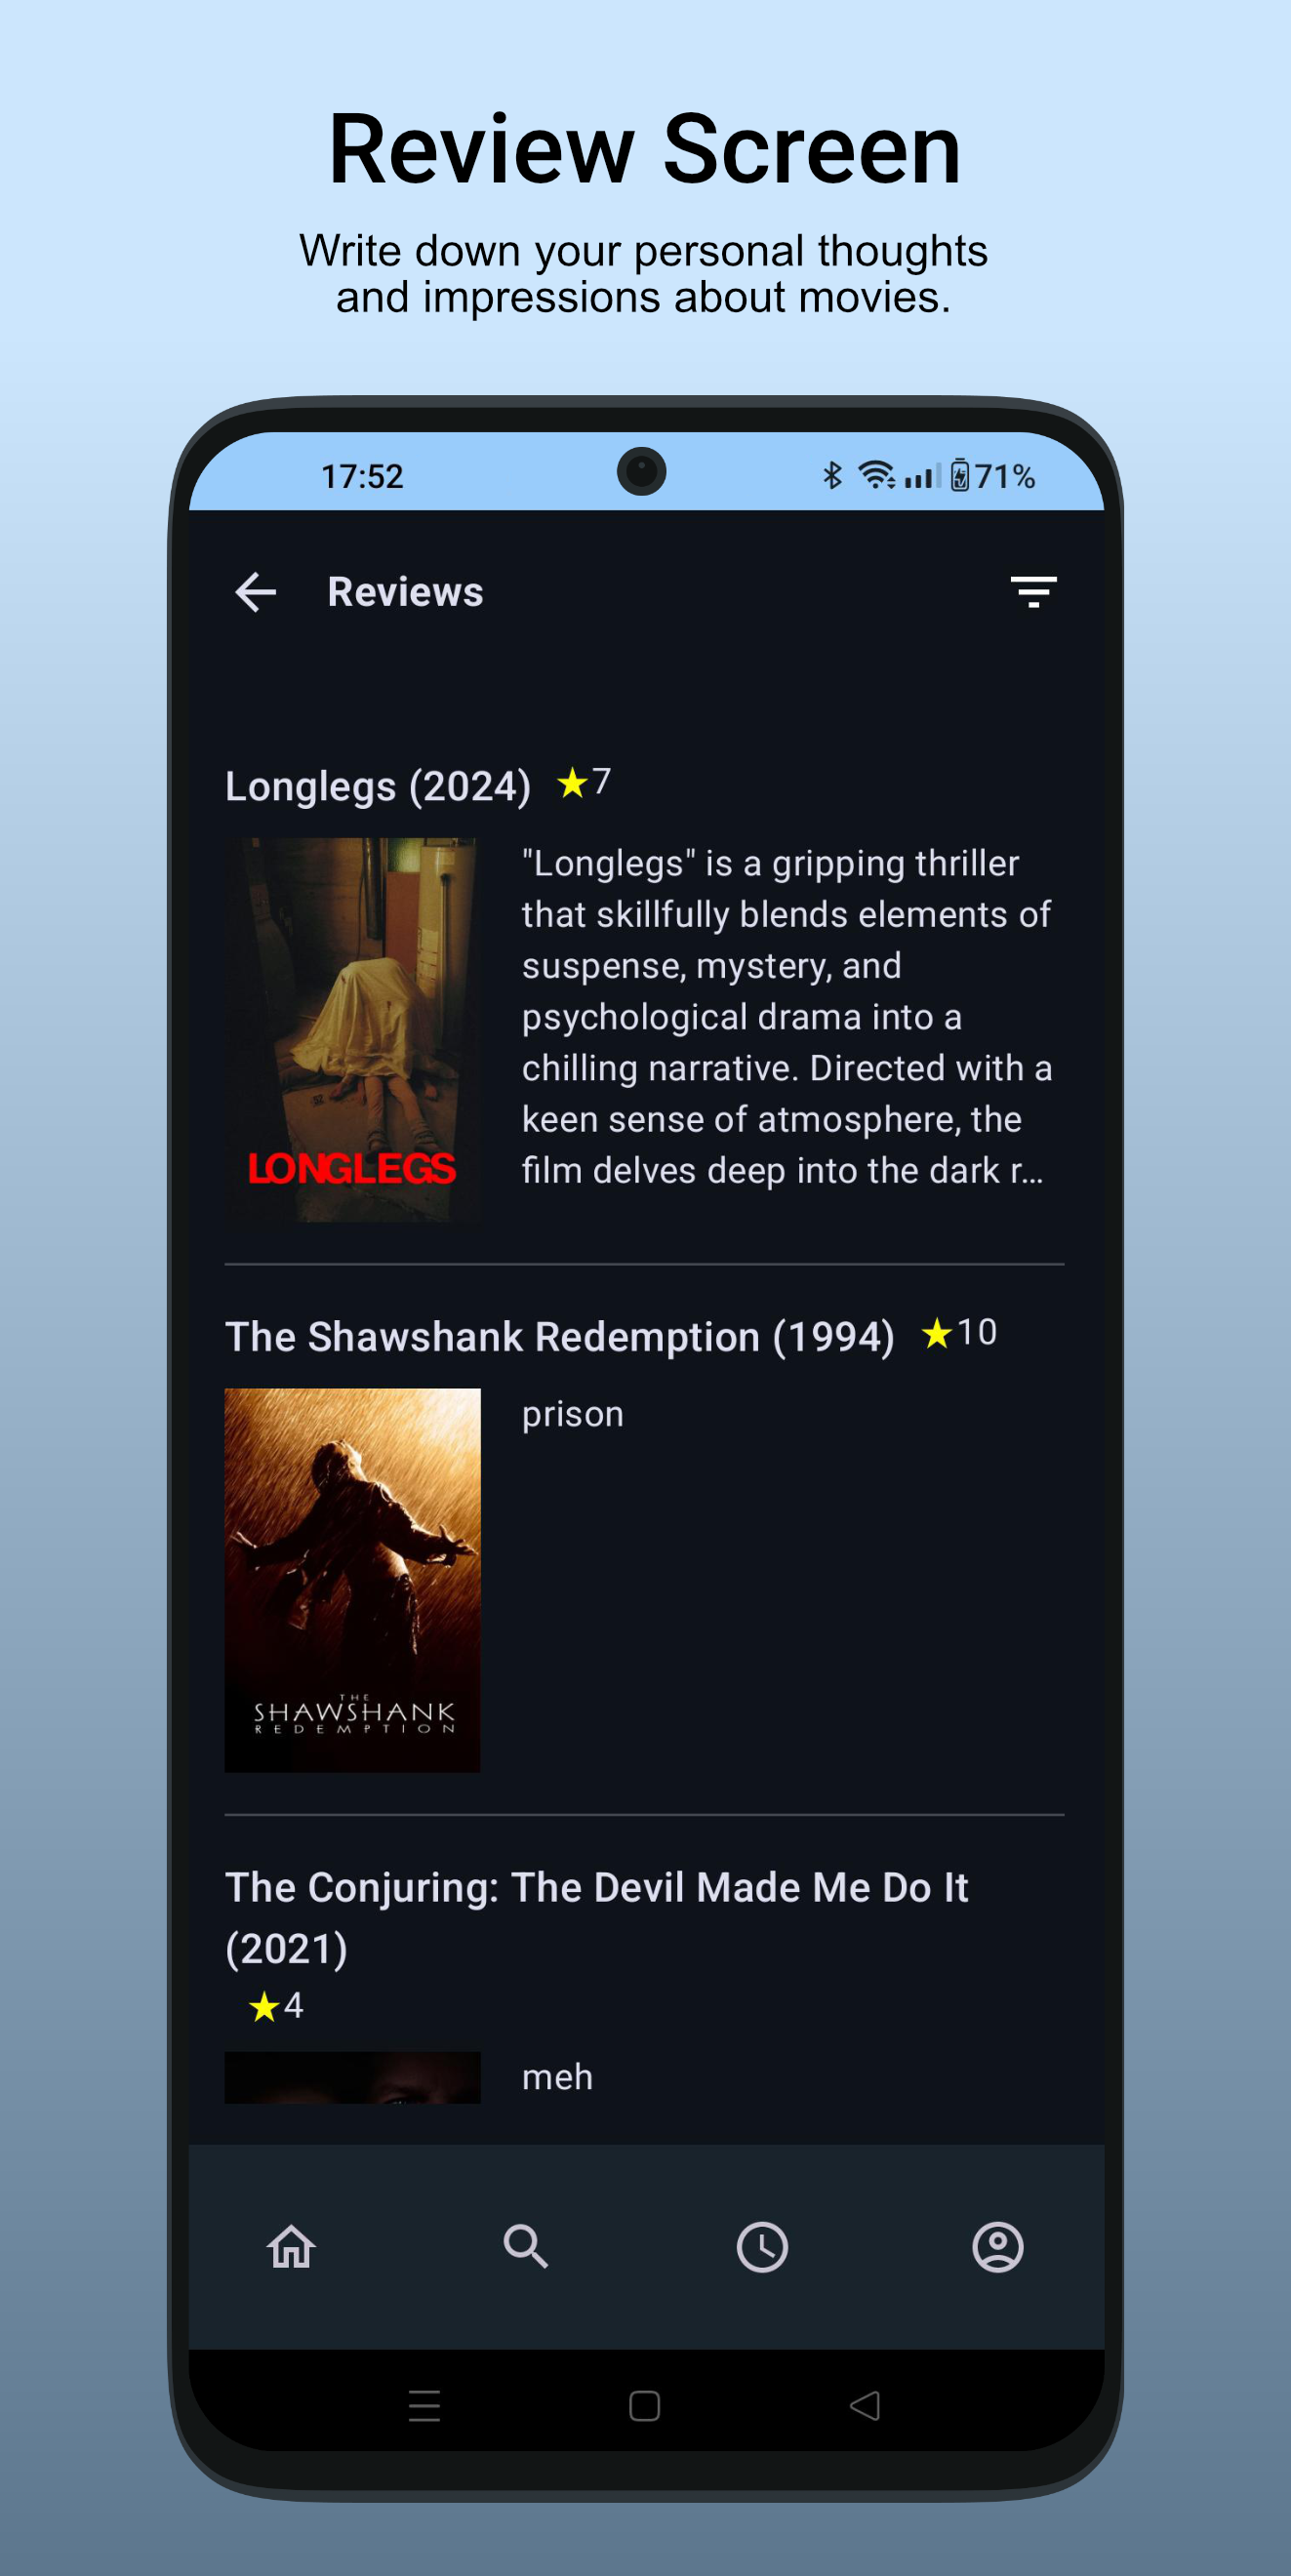 Review Screen
Write down your personal thoughts
and impressions about movies.
17:52
71%
Reviews
Longlegs (2024) ★7
"Longlegs" is a gripping thriller
that skillfully blends elements of
suspense, mystery, and
psychological drama into a
chilling narrative. Directed with a
keen sense of atmosphere, the
film delves deep into the dark r...
LONGLEGS
The Shawshank Redemption (1994) ★10
prison
THE
SHAWSHANK
REDEMPTION
The Conjuring: The Devil Made Me Do It
(2021)
★4
meh